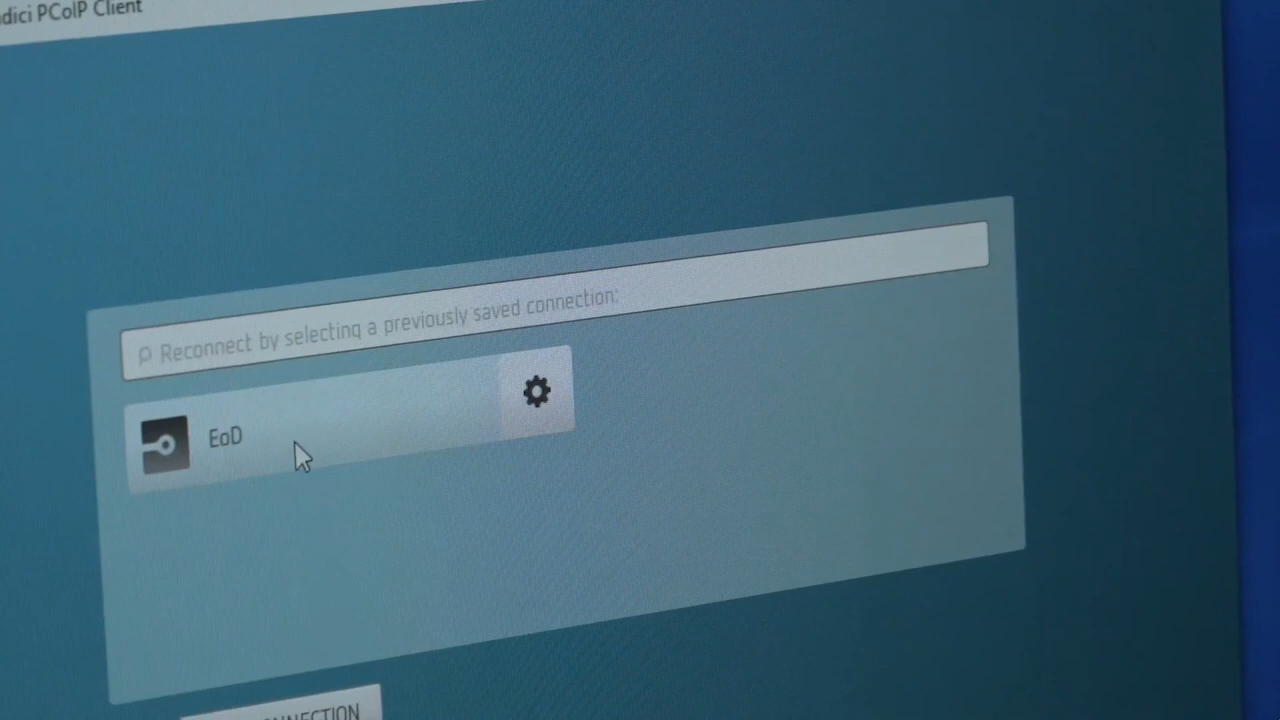 PCoIP Client
Reconnect by selecting a previously saved connection:
EoD